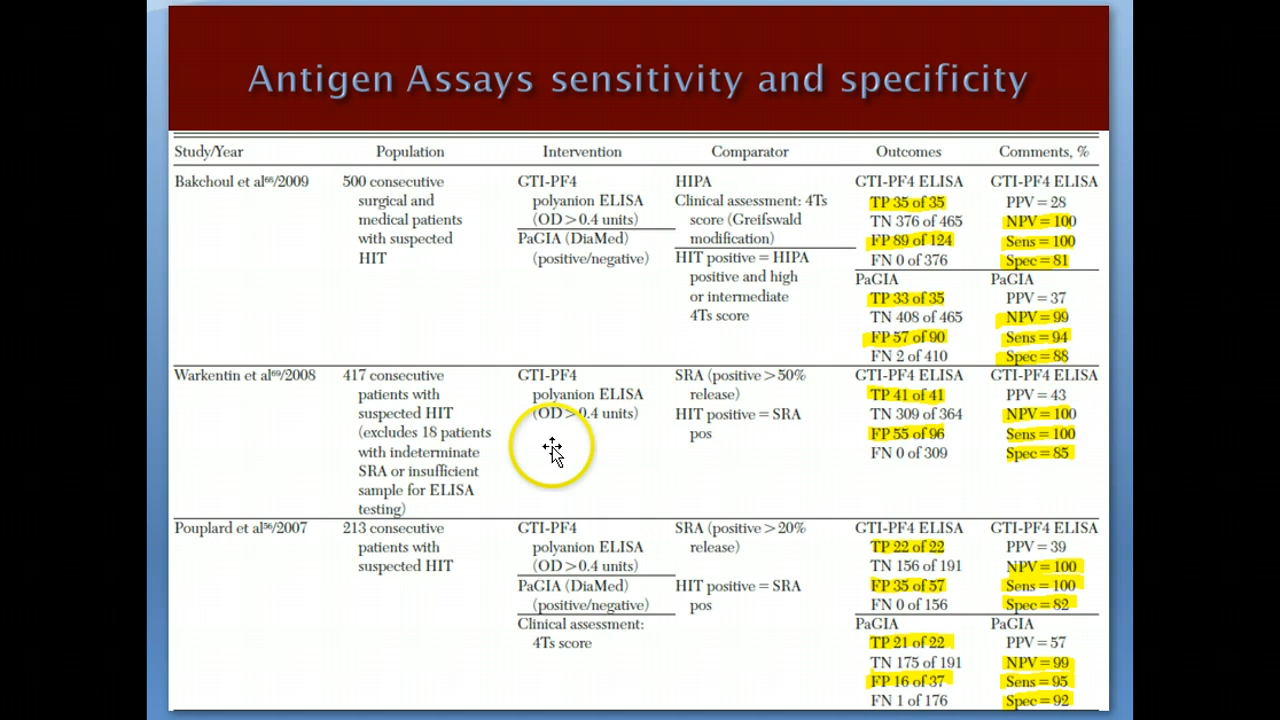 Antigen Assays sensitivity and specificity
Study/Year Population Intervention Comparator Outcomes Comments, %
Bakchoul et al⁶⁸/2009 500 consecutive GTI-PF4 HIPA GTI-PF4 ELISA GTI-PF4 ELISA
surgical and polyanion ELISA Clinical assessment: 4Ts TP 35 of 35 PPV = 28
medical patients (OD > 0.4 units) score (Greifswald TN 376 of 465 NPV = 100
with suspected PaGIA (DiaMed) modification) FP 89 of 124 Sens = 100
HIT (positive/negative) HIT positive = HIPA FN 0 of 376 Spec = 81
positive and high PaGIA PaGIA
or intermediate TP 33 of 35 PPV = 37
4Ts score TN 408 of 465 NPV = 99
FP 57 of 90 Sens = 94
FN 2 of 410 Spec = 88
Warkentin et al⁶⁹/2008 417 consecutive GTI-PF4 SRA (positive > 50% GTI-PF4 ELISA GTI-PF4 ELISA
patients with polyanion ELISA release) TP 41 of 41 PPV = 43
suspected HIT (OD > 0.4 units) HIT positive = SRA TN 309 of 364 NPV = 100
(excludes 18 patients pos FP 55 of 96 Sens = 100
with indeterminate FN 0 of 309 Spec = 85
SRA or insufficient
sample for ELISA
testing)
Pouplard et al⁵⁶/2007 213 consecutive GTI-PF4 SRA (positive > 20% GTI-PF4 ELISA GTI-PF4 ELISA
patients with polyanion ELISA release) TP 22 of 22 PPV = 39
suspected HIT (OD > 0.4 units) TN 156 of 191 NPV = 100
PaGIA (DiaMed) HIT positive = SRA FP 35 of 57 Sens = 100
(positive/negative) pos FN 0 of 156 Spec = 82
Clinical assessment: PaGIA PaGIA
4Ts score TP 21 of 22 PPV = 57
TN 175 of 191 NPV = 99
FP 16 of 37 Sens = 95
FN 1 of 176 Spec = 92